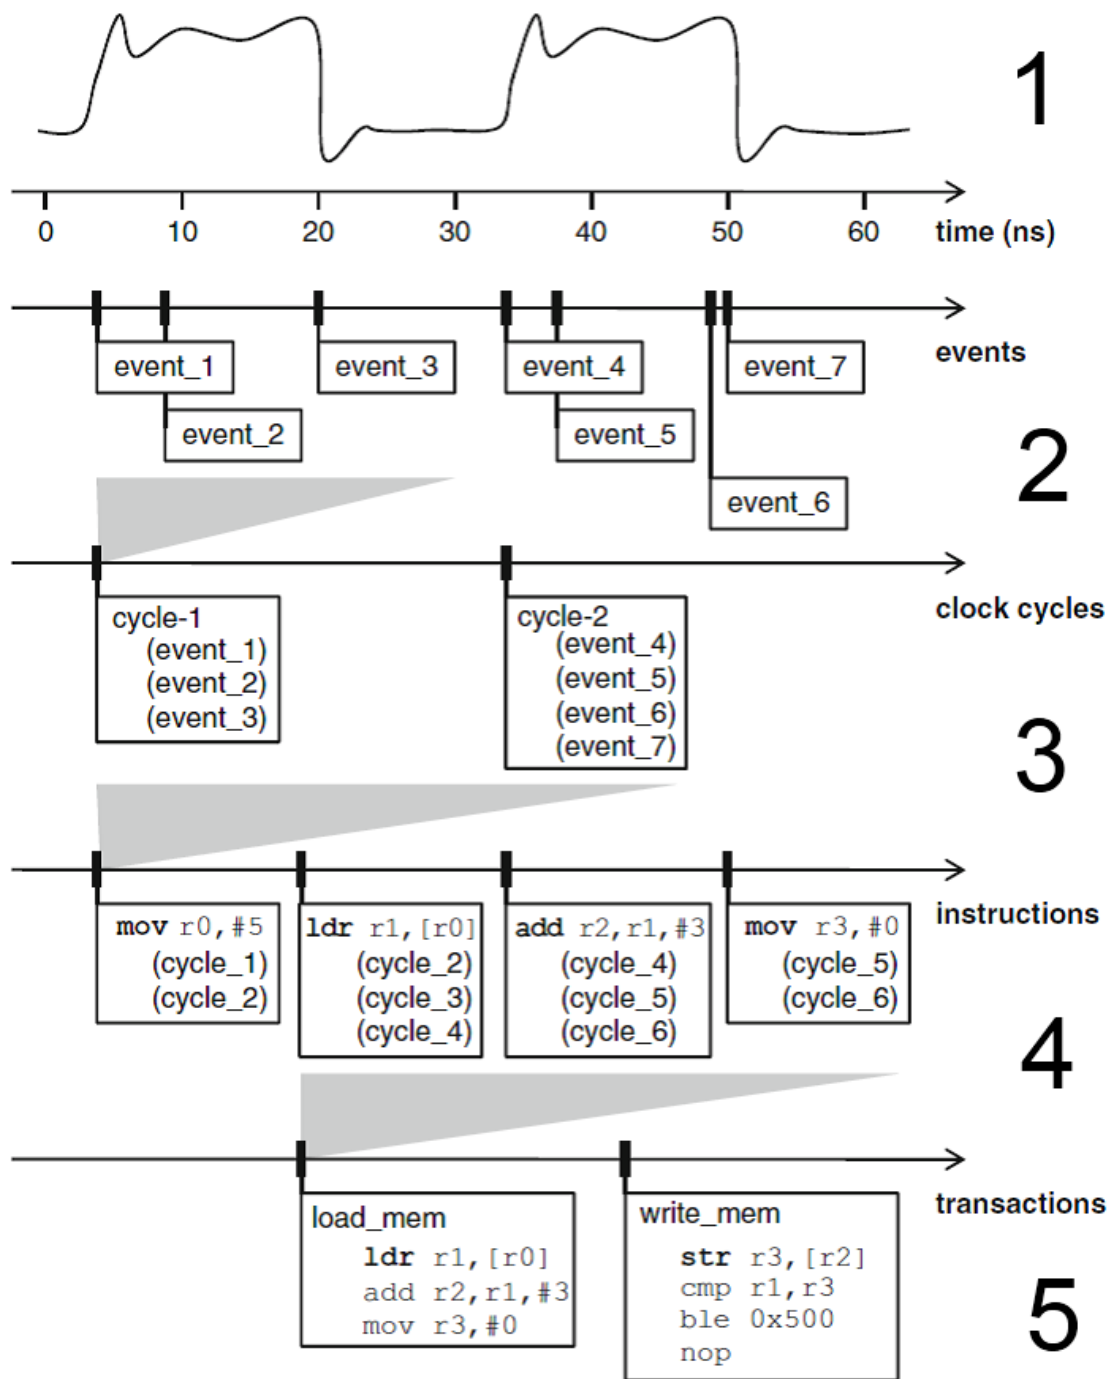 1
0 10 20 30 40 50 60 time (ns)
events
event_1 event_3 event_4 event_7
event_2 event_5
event_6
2
clock cycles
cycle-1
(event_1)
(event_2)
(event_3)
cycle-2
(event_4)
(event_5)
(event_6)
(event_7)
3
instructions
mov r0,#5
(cycle_1)
(cycle_2)
ldr r1,[r0]
(cycle_2)
(cycle_3)
(cycle_4)
add r2,r1,#3
(cycle_4)
(cycle_5)
(cycle_6)
mov r3,#0
(cycle_5)
(cycle_6)
4
transactions
load_mem
ldr r1,[r0]
add r2,r1,#3
mov r3,#0
write_mem
str r3,[r2]
cmp r1,r3
ble 0x500
nop
5